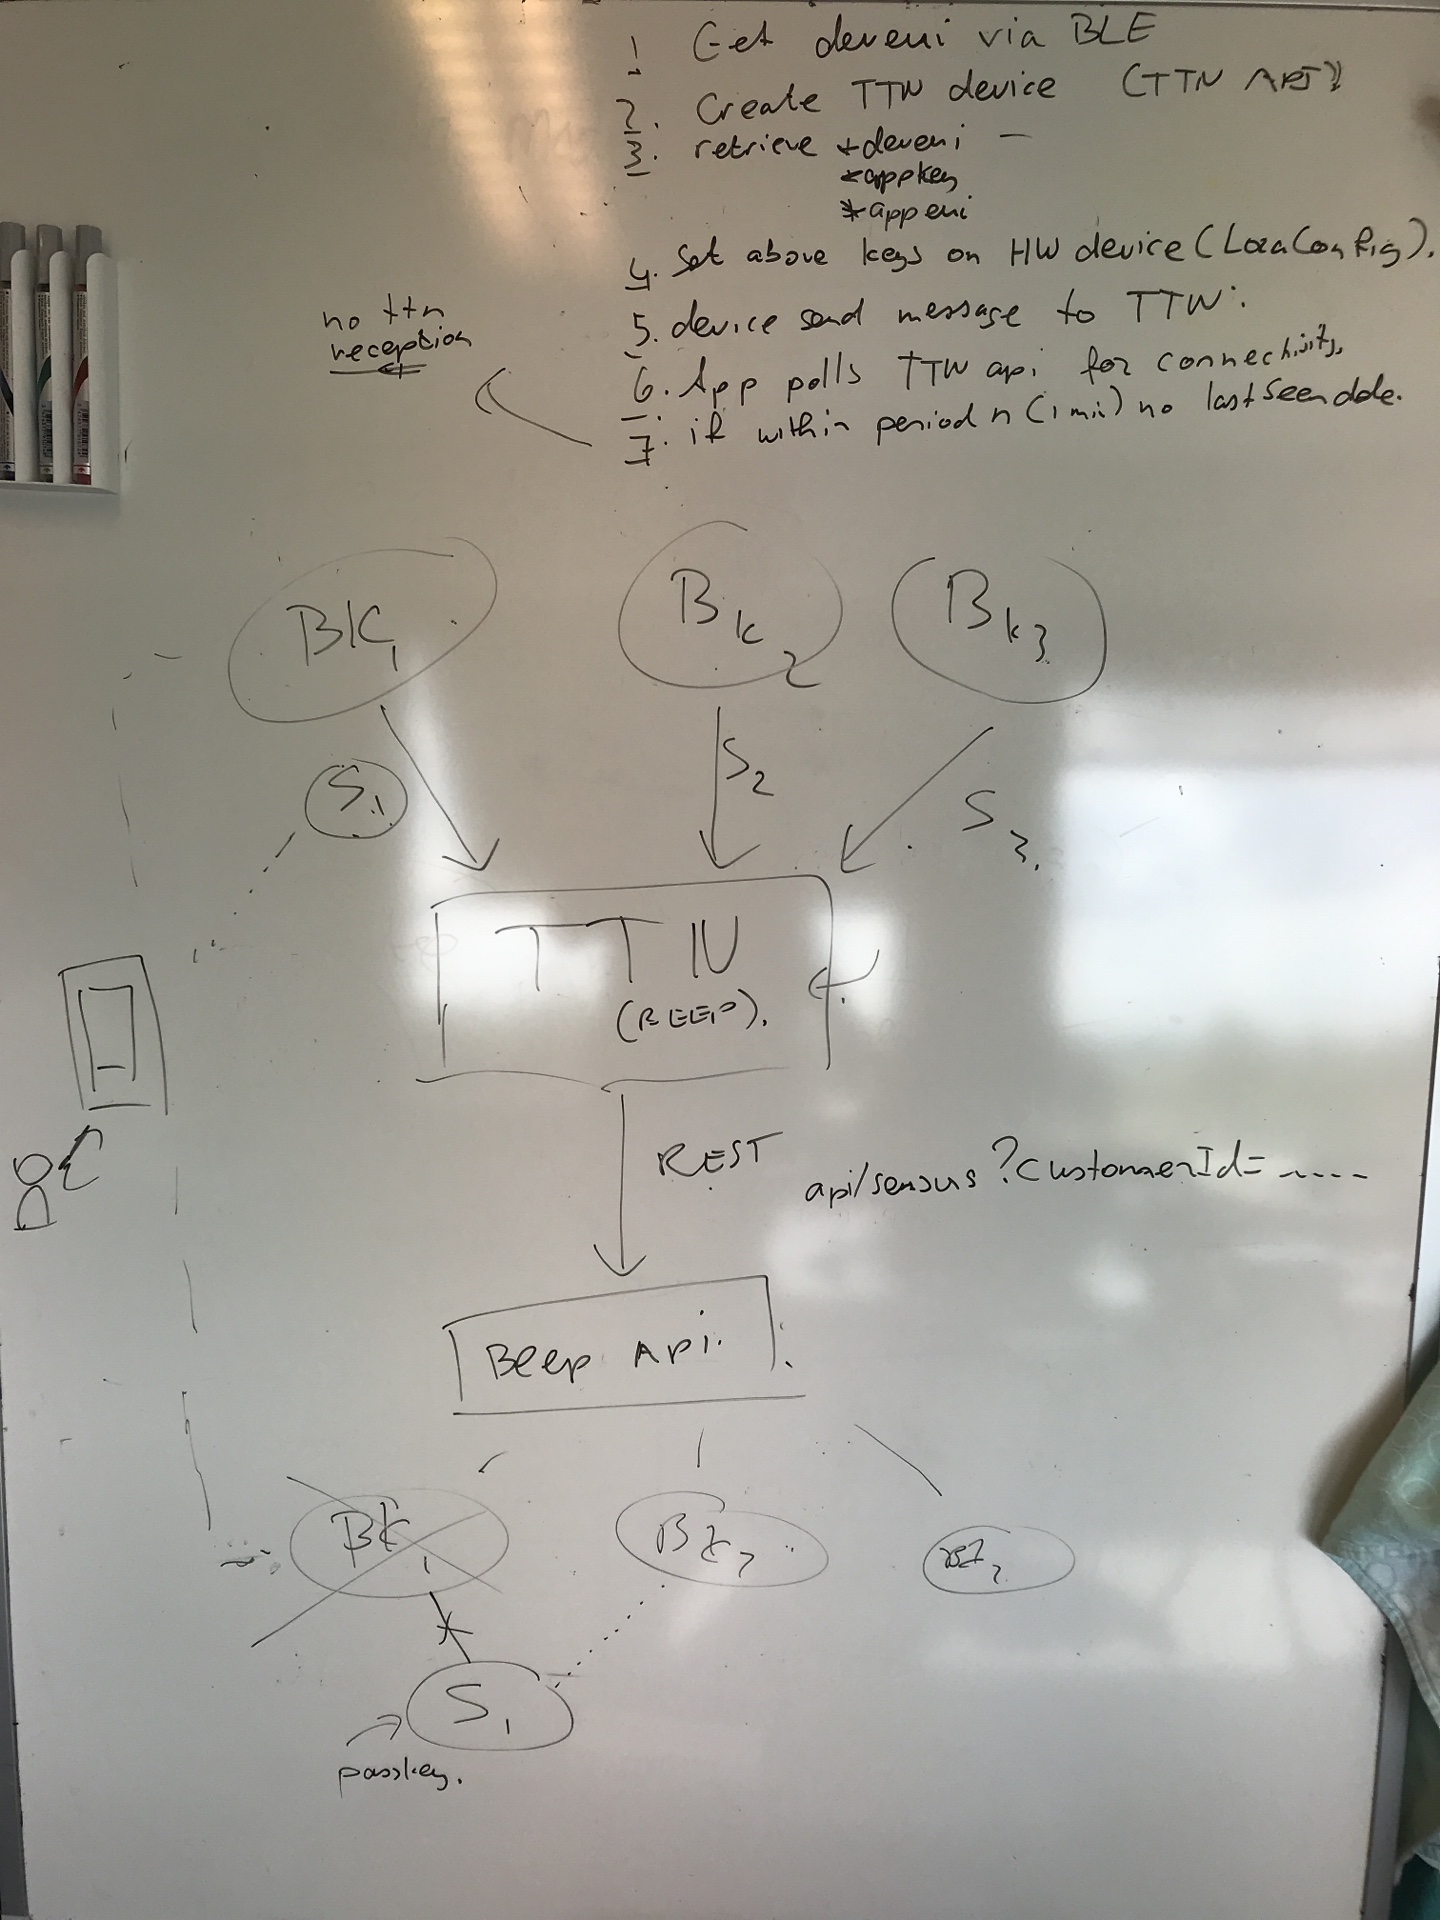 1 Get deveui via BLE
2. Create TTN device (TTN API)
3. retrieve *deveui –
*appkey
*appeui
4. Set above keys on HW device (LoraConfig).
5. device send message to TTN.
6. App polls TTN api for connectivity
7. if within period n (1 min) no last seen date.
no ttn
reception
BK1
BK2
BK3
S1
S2
S3.
TTN
(BEEP).
REST
api/sensors?customerId= ....
Beep Api.
BK1
BK2
S1
passkey.